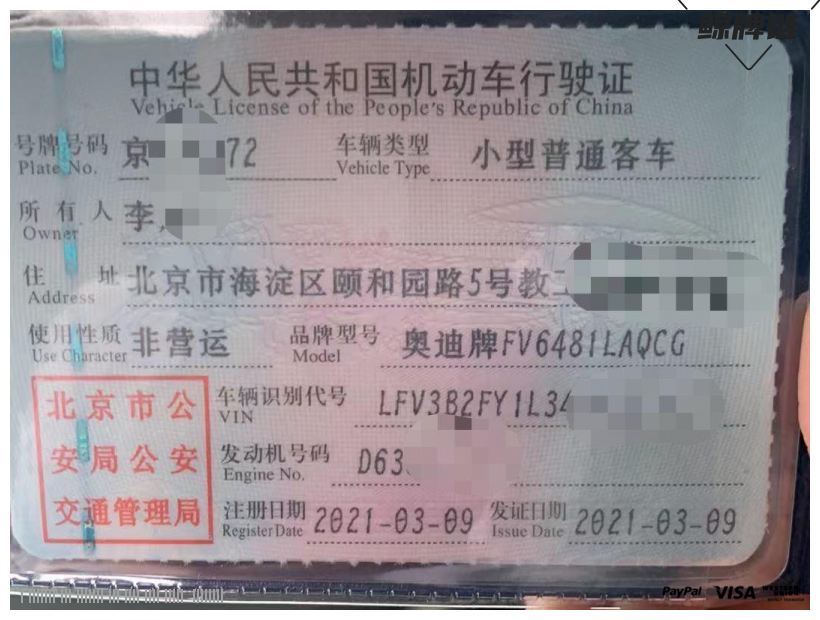 中华人民共和国机动车行驶证
Vehicle License of the People's Republic of China
号牌号码 京 72 车辆类型 小型普通客车
Plate No. Vehicle Type
所有人 李
Owner
住址 北京市海淀区颐和园路5号教工
Address
使用性质 非营运 品牌型号 奥迪牌FV6481LAQCG
Use Character Model
北京市公 车辆识别代号 LFV3B2FY1L34
VIN
安局公安 发动机号码 D63
Engine No.
交通管理局 注册日期 2021-03-09 发证日期 2021-03-09
Register Date Issue Date
PayPal VISA